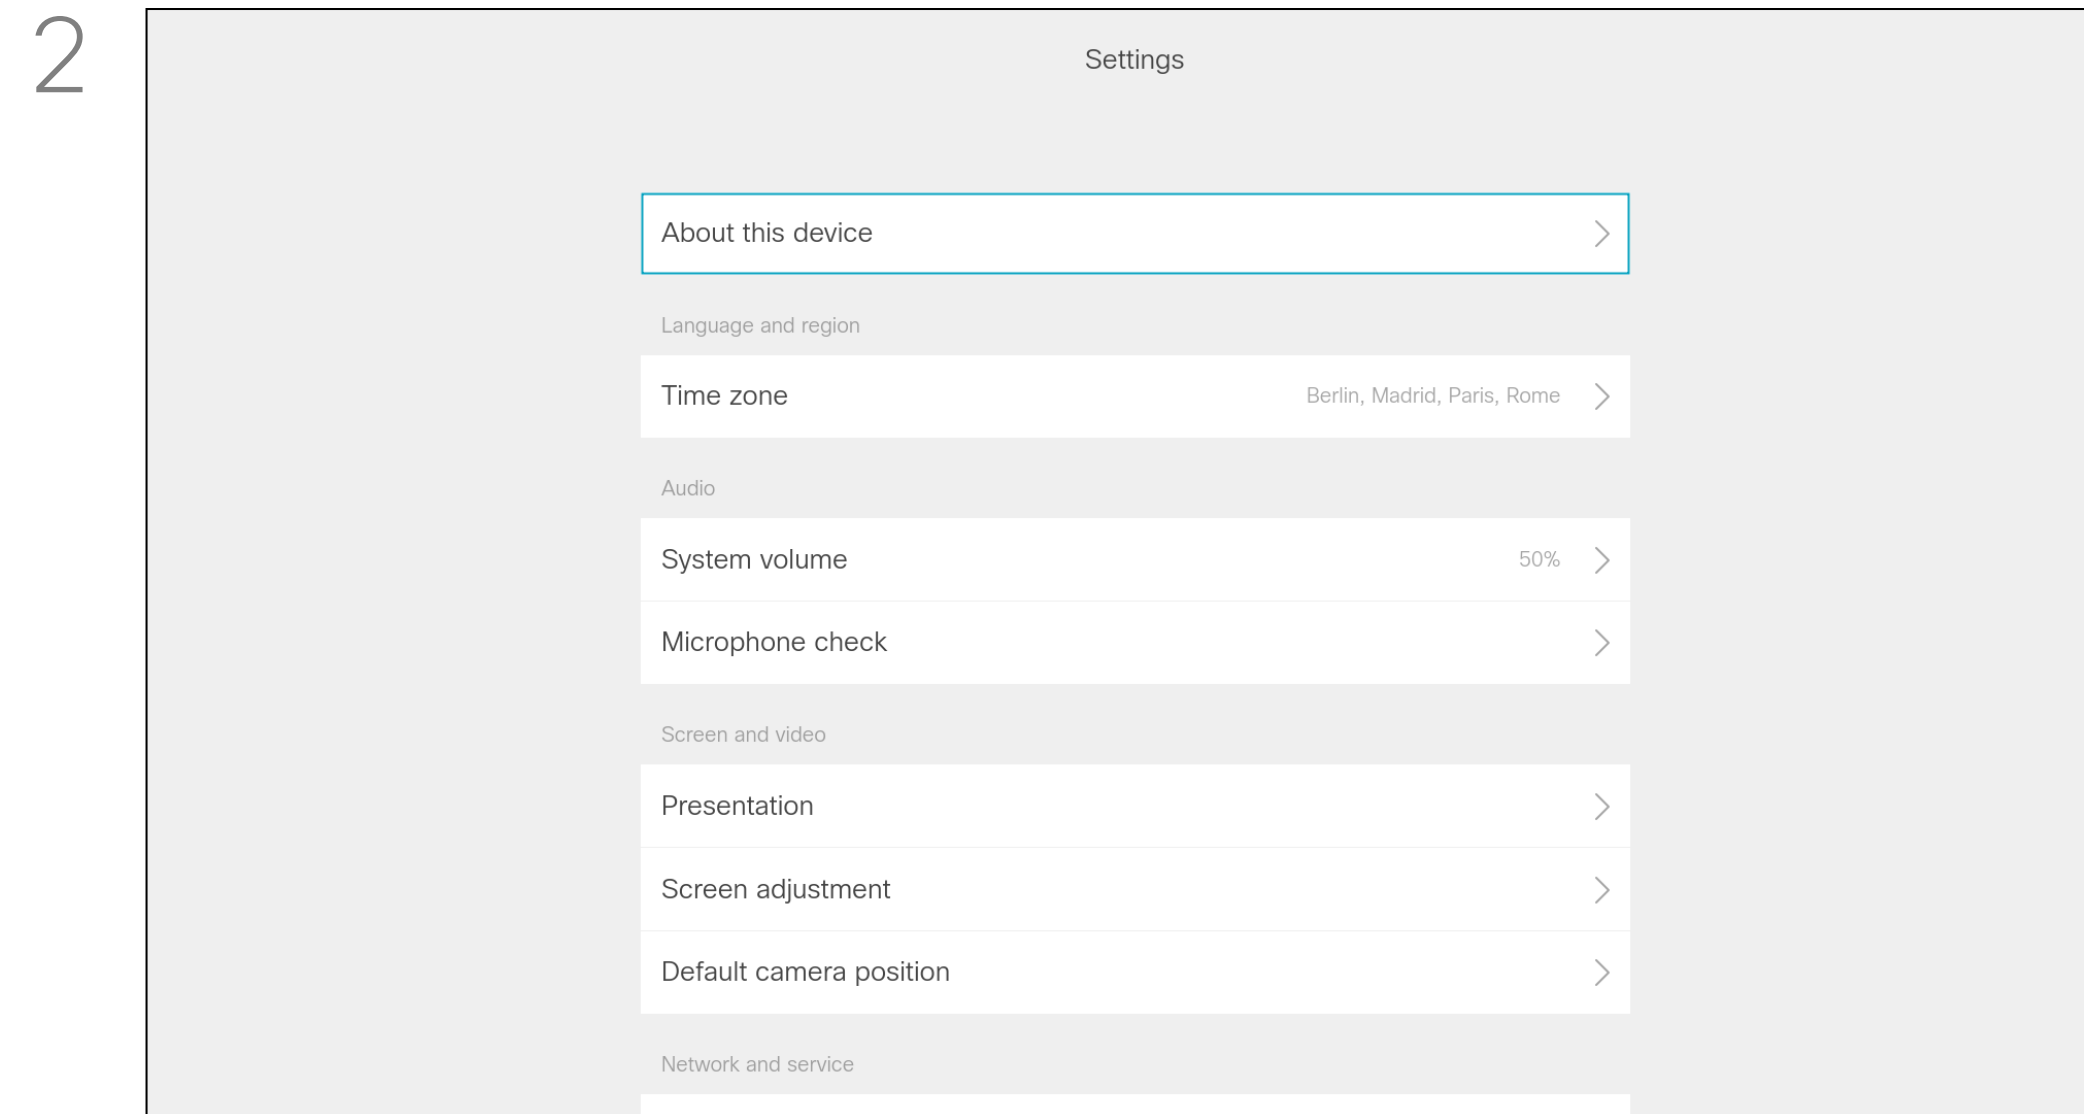 2
Settings
About this device
Language and region
Time zone Berlin, Madrid, Paris, Rome
Audio
System volume 50%
Microphone check
Screen and video
Presentation
Screen adjustment
Default camera position
Network and service